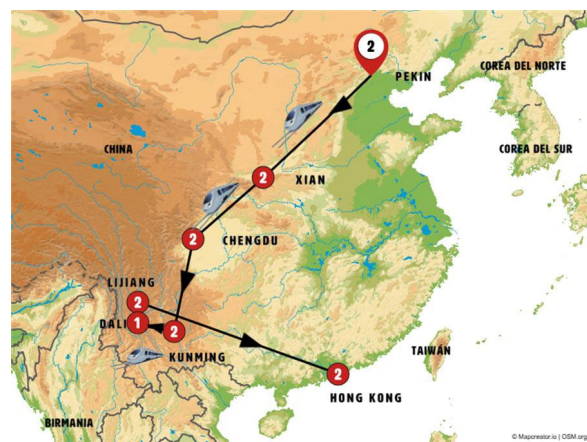 2
PEKIN
COREA DEL NORTE
CHINA
COREA DEL SUR
2
XIAN
2
CHENGDU
LIJIANG
2
DALI
1
2
KUNMING
TAIWAN
2
HONG KONG
BIRMANIA
© Mapcreator.io | OSM.org